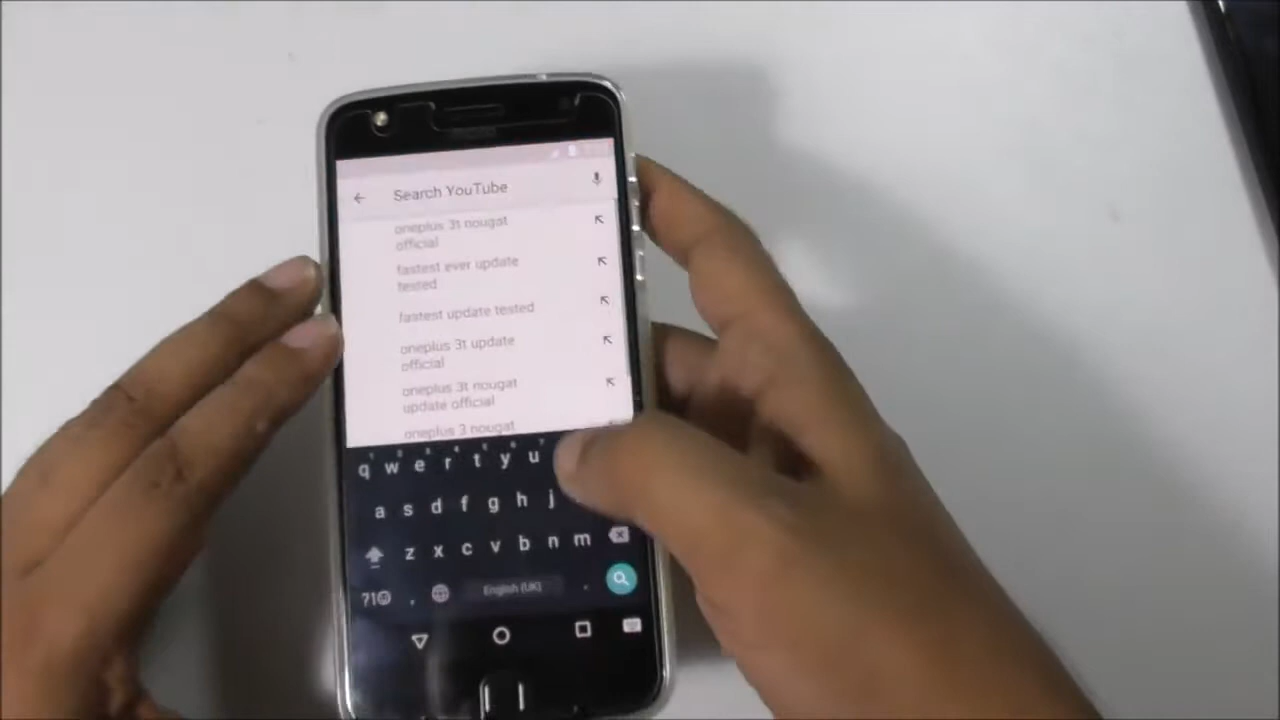 Search YouTube
oneplus 3t nougat
official
fastest ever update
tested
fastest update tested
oneplus 3t update
official
oneplus 3t nougat
update official
oneplus 3 nougat
q w e r t y u
a s d f g h j
z x c v b n m
?1☺ , English (UK) .